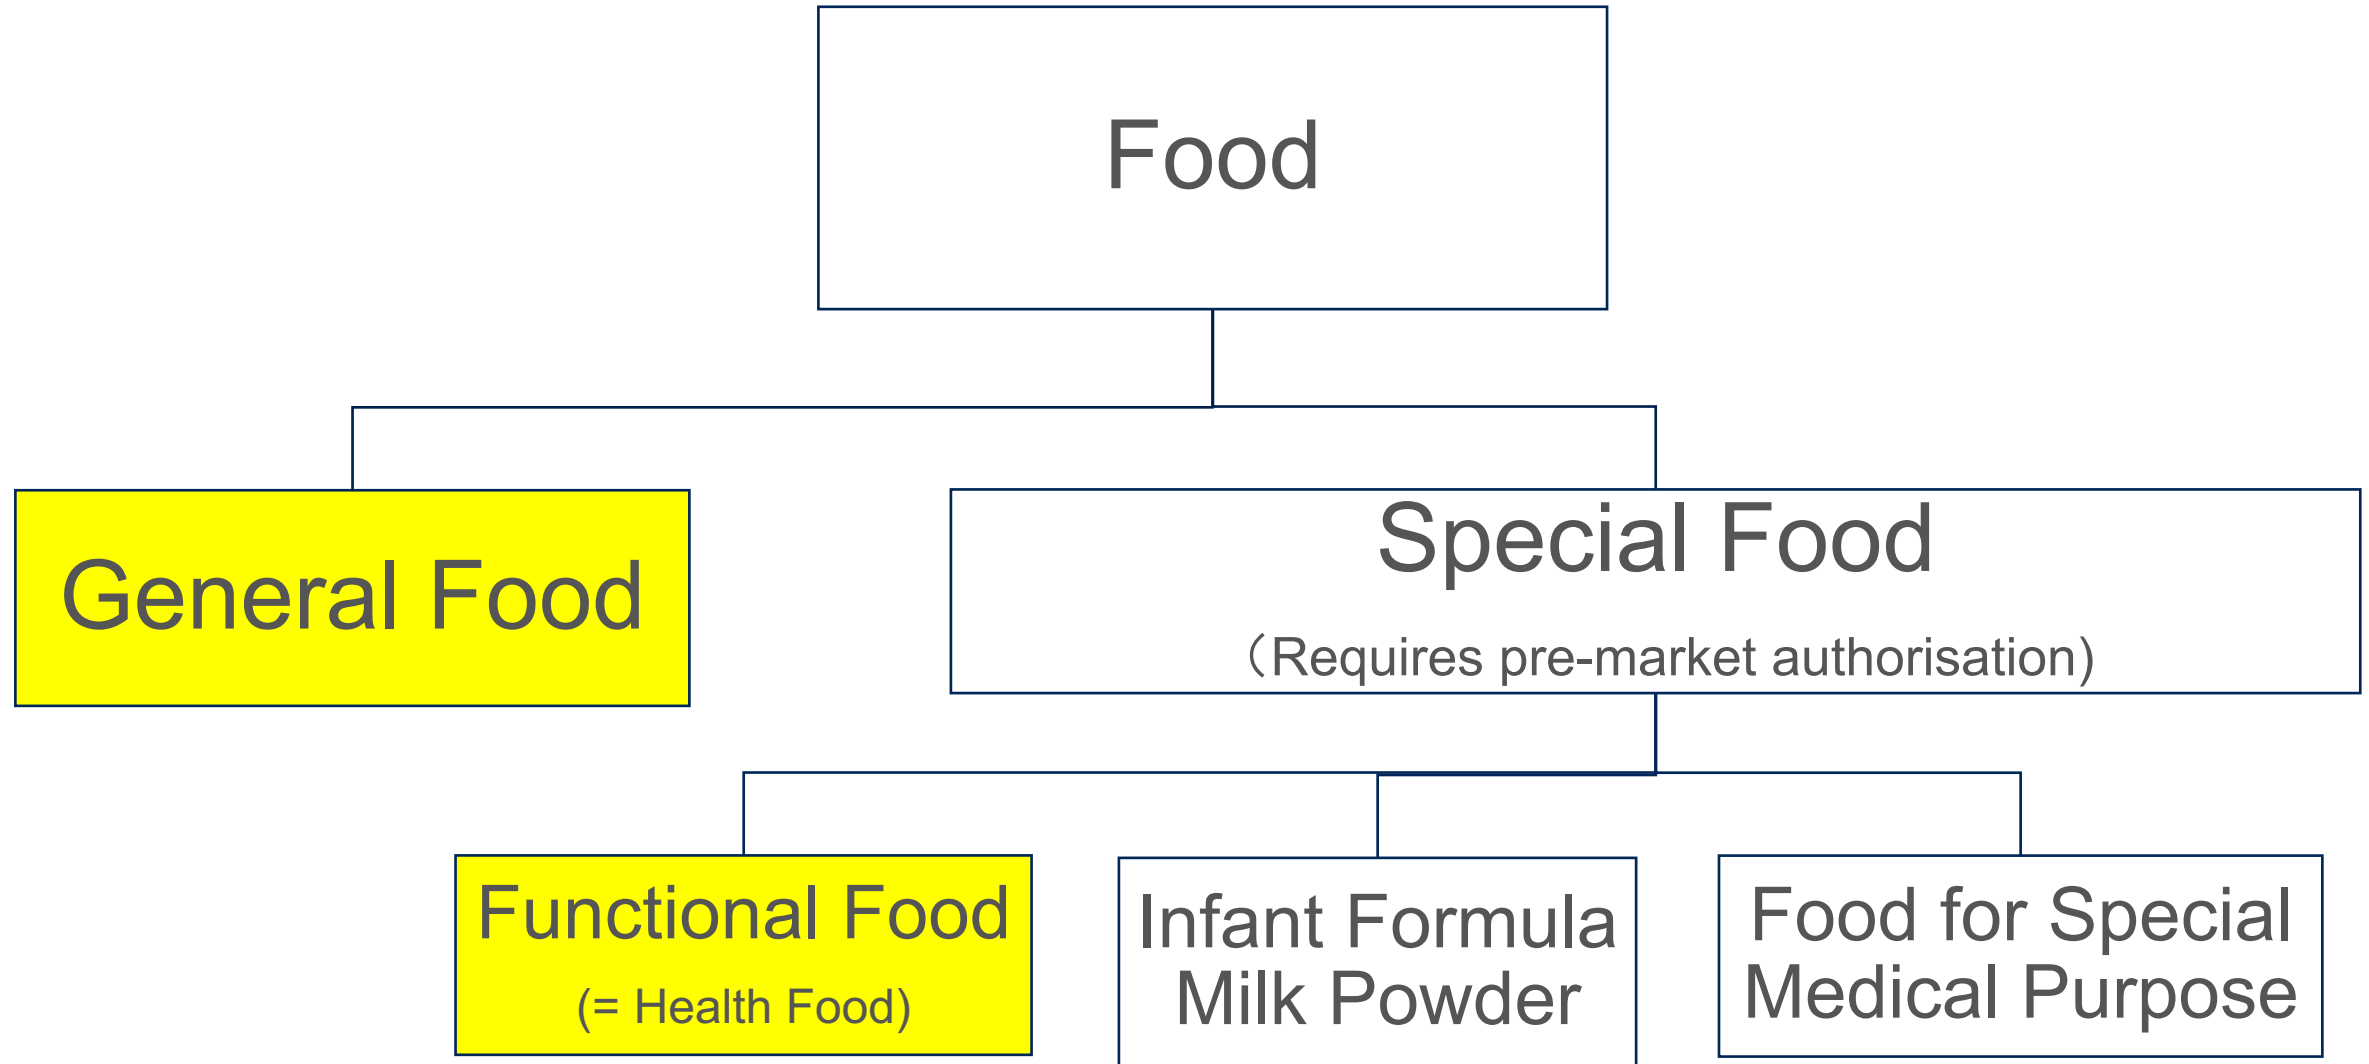 Food
General Food
Special Food
（Requires pre-market authorisation)
Functional Food
(= Health Food)
Infant Formula
Milk Powder
Food for Special
Medical Purpose